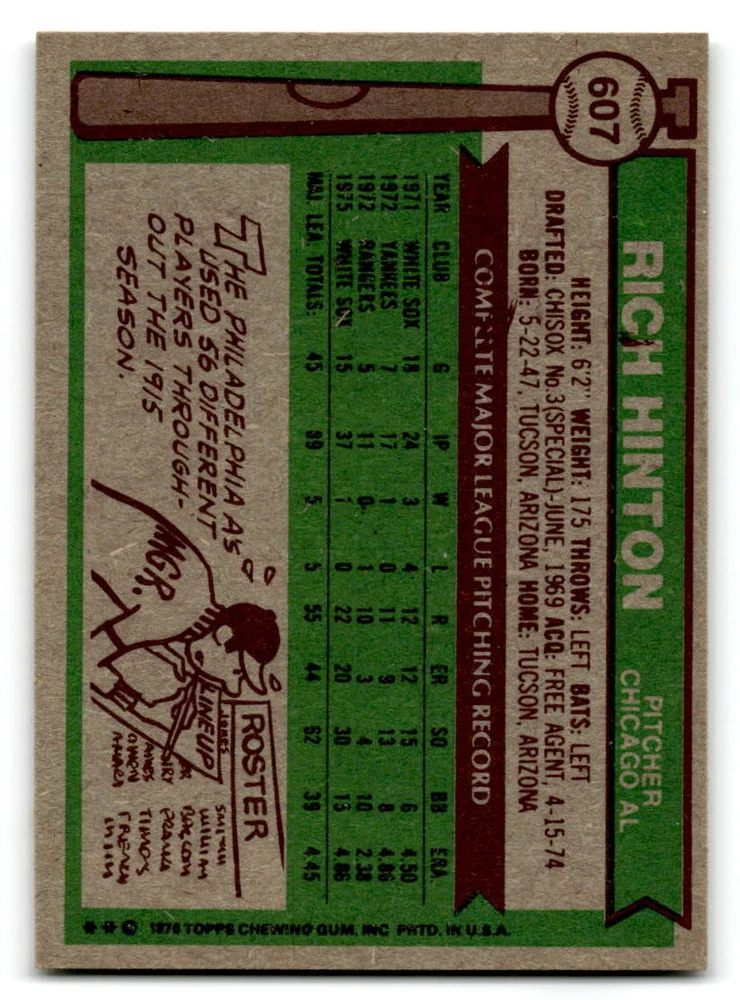 607
RICH HINTON
PITCHER
CHICAGO AL
HEIGHT: 6'2" WEIGHT: 175 THROWS: LEFT BATS: LEFT
DRAFTED: CHISOX No.3(SPECIAL)-JUNE, 1969 ACQ: FREE AGENT, 4-15-74
BORN: 5-22-47, TUCSON, ARIZONA HOME: TUCSON, ARIZONA
COMPLETE MAJOR LEAGUE PITCHING RECORD
YEAR CLUB G IP W L R ER SO BB ERA
1971 WHITE SOX 18 24 3 4 12 12 15 6 4.50
1972 YANKEES 7 17 1 0 11 9 13 8 4.86
1972 RANGERS 5 11 0 1 10 3 4 10 2.38
1975 WHITE SOX 15 37 1 0 22 20 30 15 4.86
MAJ. LEA. TOTALS: 45 89 5 5 55 44 62 39 4.45
THE PHILADELPHIA A'S
USED 56 DIFFERENT
PLAYERS THROUGH-
OUT THE 1915
SEASON.
MGR.
ROSTER
LINEUP
JONES
** © 1976 TOPPS CHEWING GUM, INC. PRTD. IN U.S.A.